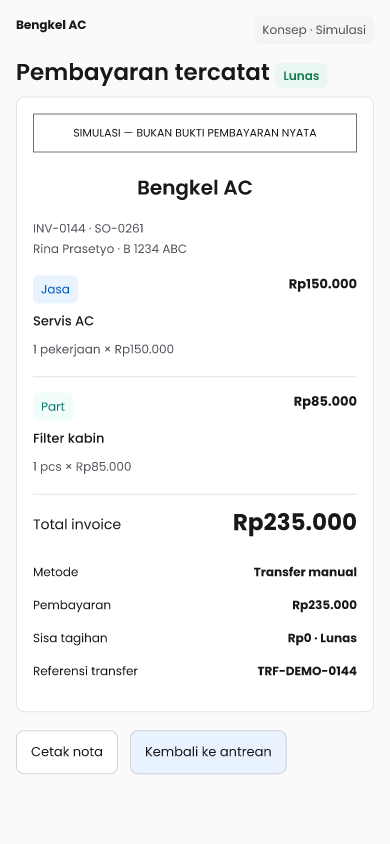 Bengkel AC
Konsep · Simulasi
Pembayaran tercatat
Lunas
SIMULASI — BUKAN BUKTI PEMBAYARAN NYATA
Bengkel AC
INV-0144 · SO-0261
Rina Prasetyo · B 1234 ABC
Jasa
Rp150.000
Servis AC
1 pekerjaan × Rp150.000
Part
Rp85.000
Filter kabin
1 pcs × Rp85.000
Total invoice
Rp235.000
Metode
Transfer manual
Pembayaran
Rp235.000
Sisa tagihan
Rp0 · Lunas
Referensi transfer
TRF-DEMO-0144
Cetak nota
Kembali ke antrean